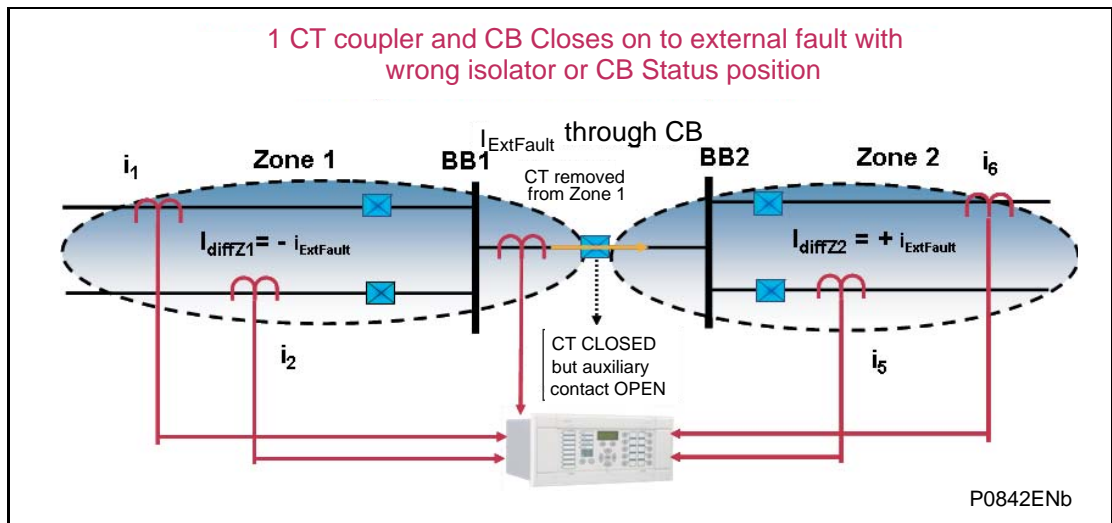 1 CT coupler and CB Closes on to external fault with
wrong isolator or CB Status position
IExtFault through CB
i1
Zone 1
BB1
CT removed
from Zone 1
BB2
Zone 2
i6
IdiffZ1= - iExtFault
IdiffZ2= + iExtFault
i2
CT CLOSED
but auxiliary
contact OPEN
i5
P0842ENb